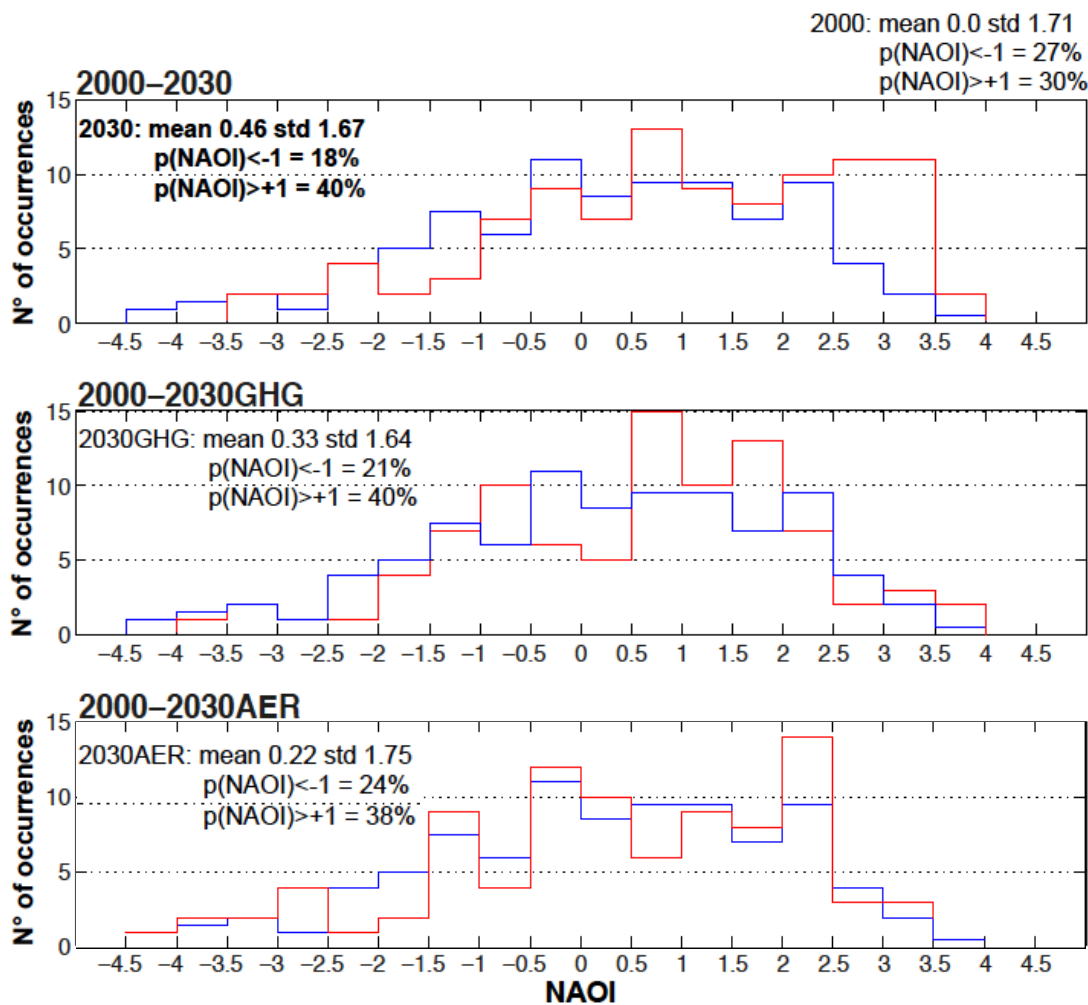 2000: mean 0.0 std 1.71
p(NAOI)<-1 = 27%
p(NAOI)>+1 = 30%
2000–2030
2030: mean 0.46 std 1.67
p(NAOI)<-1 = 18%
p(NAOI)>+1 = 40%
N° of occurrences
15
10
5
0
–4.5 –4 –3.5 –3 –2.5 –2 –1.5 –1 –0.5 0 0.5 1 1.5 2 2.5 3 3.5 4 4.5
2000–2030GHG
2030GHG: mean 0.33 std 1.64
p(NAOI)<-1 = 21%
p(NAOI)>+1 = 40%
N° of occurrences
15
10
5
0
–4.5 –4 –3.5 –3 –2.5 –2 –1.5 –1 –0.5 0 0.5 1 1.5 2 2.5 3 3.5 4 4.5
2000–2030AER
2030AER: mean 0.22 std 1.75
p(NAOI)<-1 = 24%
p(NAOI)>+1 = 38%
N° of occurrences
15
10
5
0
–4.5 –4 –3.5 –3 –2.5 –2 –1.5 –1 –0.5 0 0.5 1 1.5 2 2.5 3 3.5 4 4.5
NAOI